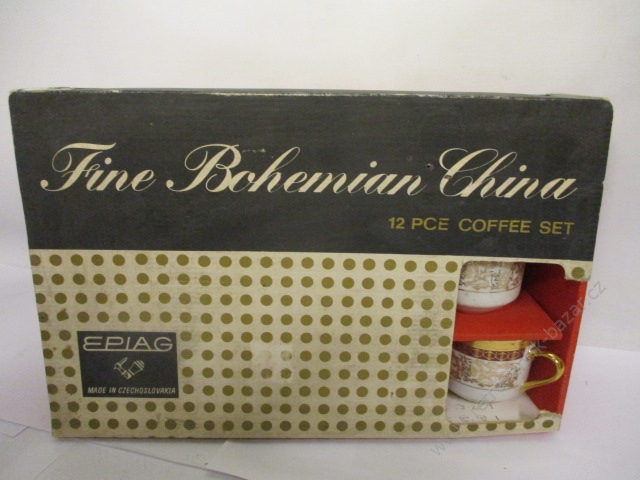 Fine Bohemian China
12 PCE COFFEE SET
EPIAG
MADE IN CZECHOSLOVAKIA